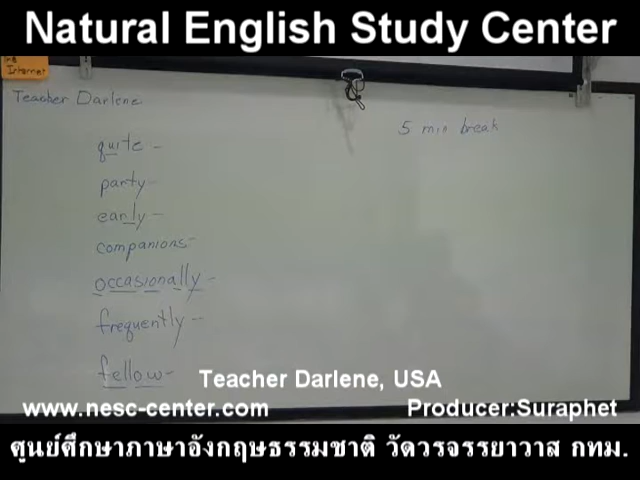 Natural English Study Center
the
Internet
Teacher Darlene
5 min break
quite -
party -
early -
companions -
occasionally -
frequently -
fellow -
Teacher Darlene, USA
www.nesc-center.com
Producer:Suraphet
ศูนย์ศึกษาภาษาอังกฤษธรรมชาติ วัดวรจรรยาวาส กทม.